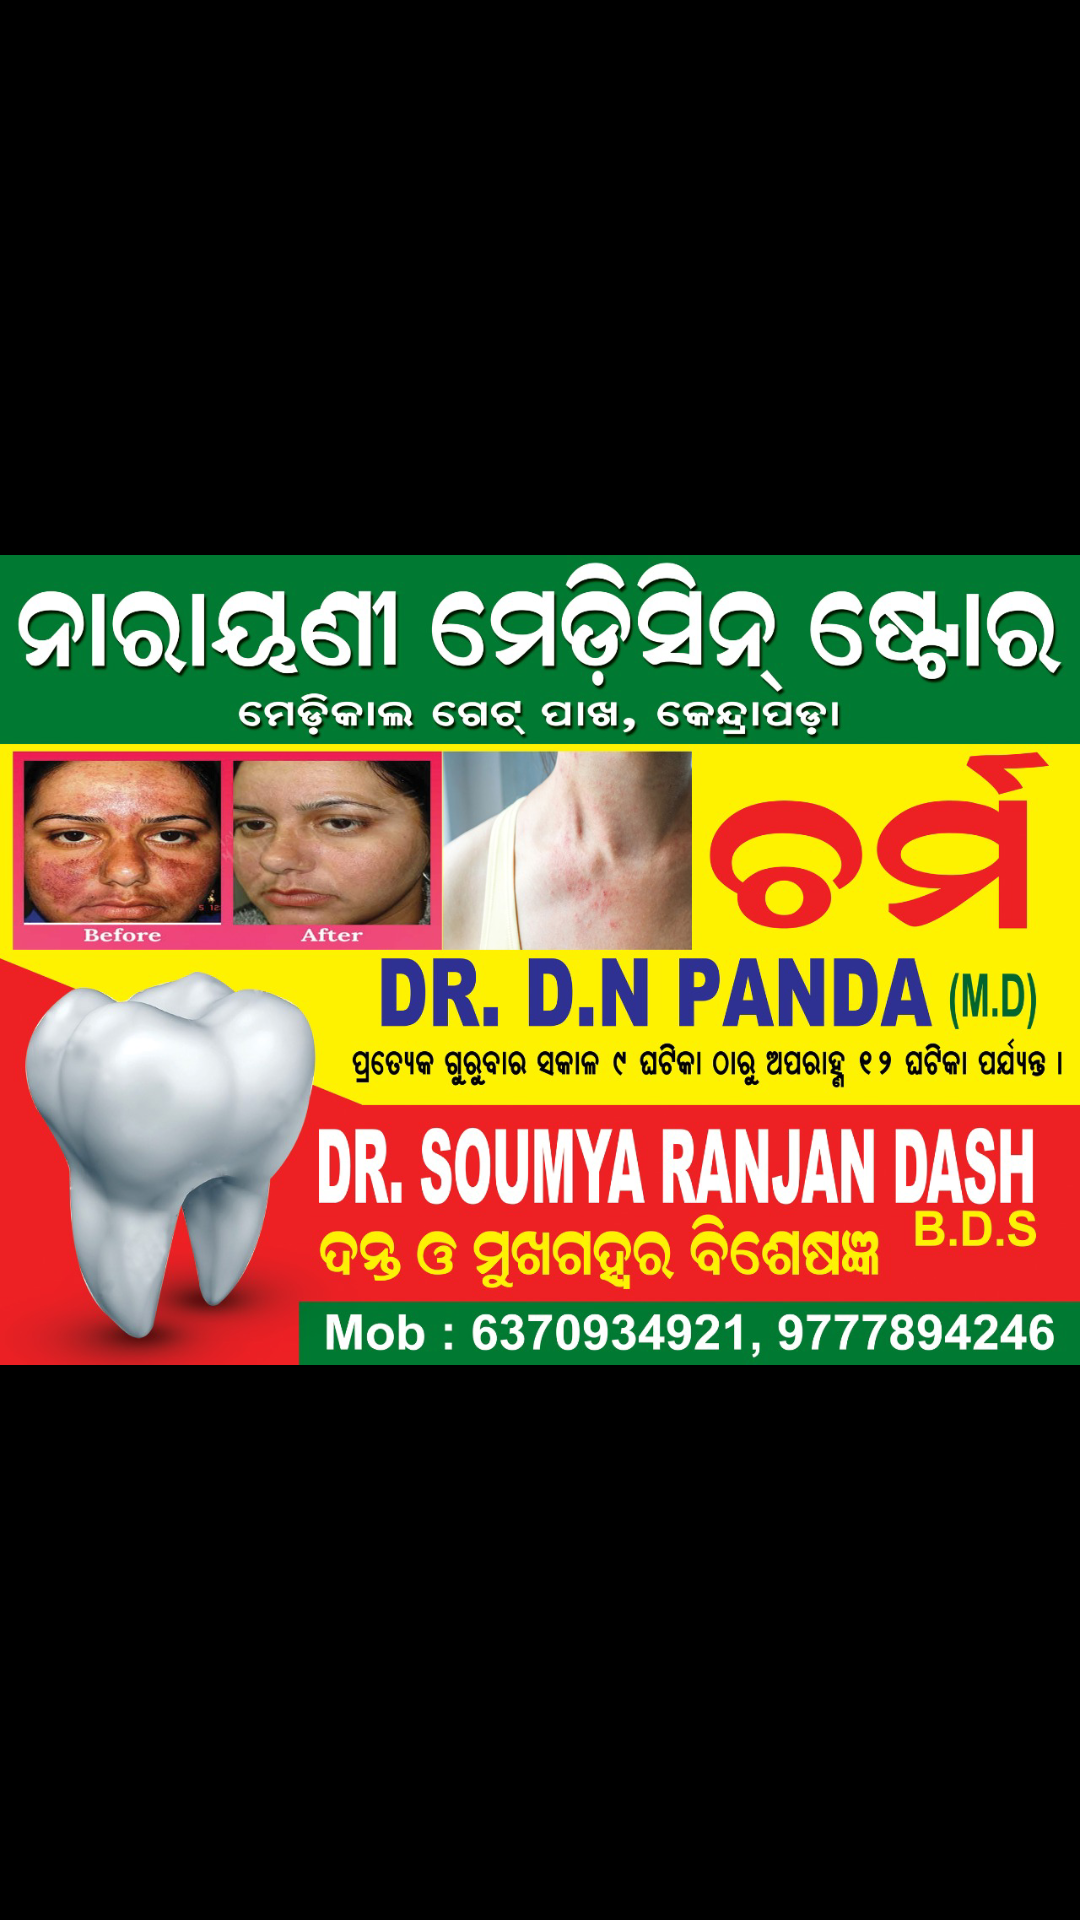 ନାରାୟଣୀ ମେଡ଼ିସିନ୍ ଷ୍ଟୋର
ମେଡ଼ିକାଲ ଗେଟ୍ ପାଖ, କେନ୍ଦ୍ରାପଡ଼ା
ଚର୍ମ
Before After
DR. D.N PANDA (M.D)
ପ୍ରତ୍ୟେକ ଗୁରୁବାର ସକାଳ ୯ ଘଟିକା ଠାରୁ ଅପରାହ୍ଣ ୧୨ ଘଟିକା ପର୍ଯ୍ୟନ୍ତ ।
DR. SOUMYA RANJAN DASH
B.D.S
ଦନ୍ତ ଓ ମୁଖଗହ୍ୱର ବିଶେଷଜ୍ଞ
Mob : 6370934921, 9777894246